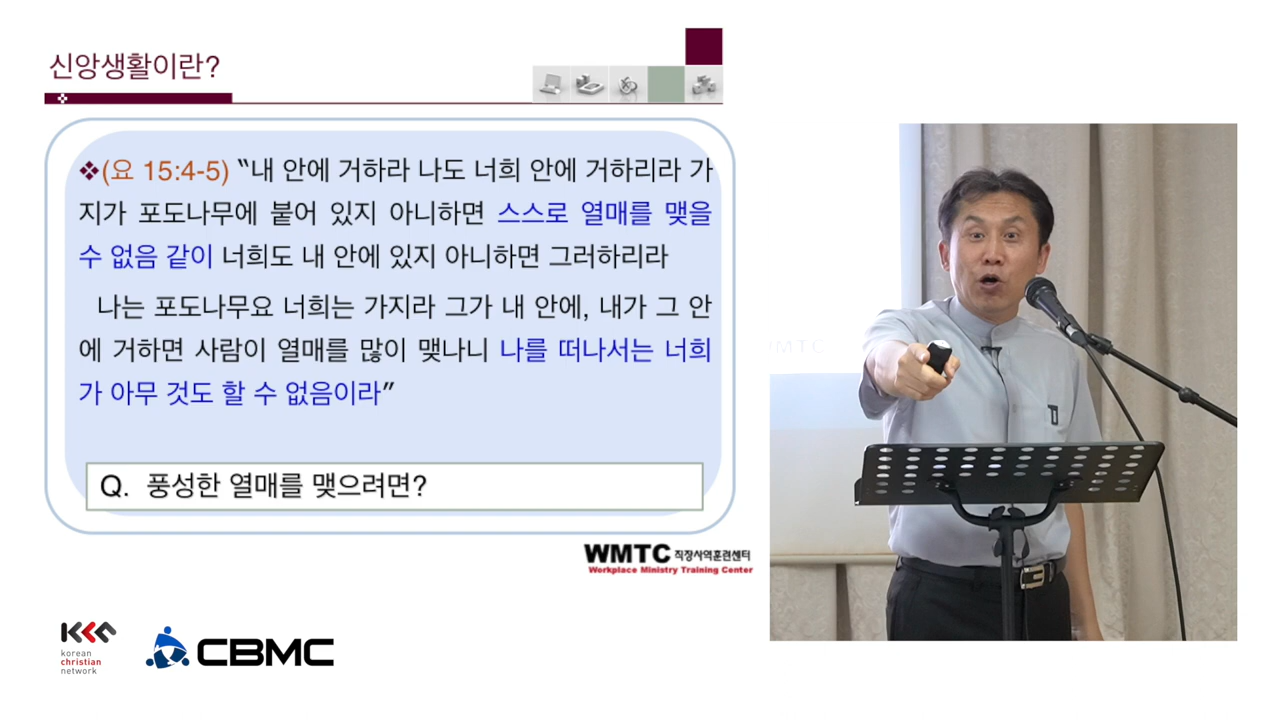 신앙생활이란?
❖(요 15:4-5) “내 안에 거하라 나도 너희 안에 거하리라 가
지가 포도나무에 붙어 있지 아니하면 스스로 열매를 맺을
수 없음 같이 너희도 내 안에 있지 아니하면 그러하리라
나는 포도나무요 너희는 가지라 그가 내 안에, 내가 그 안
에 거하면 사람이 열매를 많이 맺나니 나를 떠나서는 너희
가 아무 것도 할 수 없음이라”
Q. 풍성한 열매를 맺으려면?
WMTC 직장사역훈련센터
Workplace Ministry Training Center
WMTC
kcn
korean
christian
network
CBMC